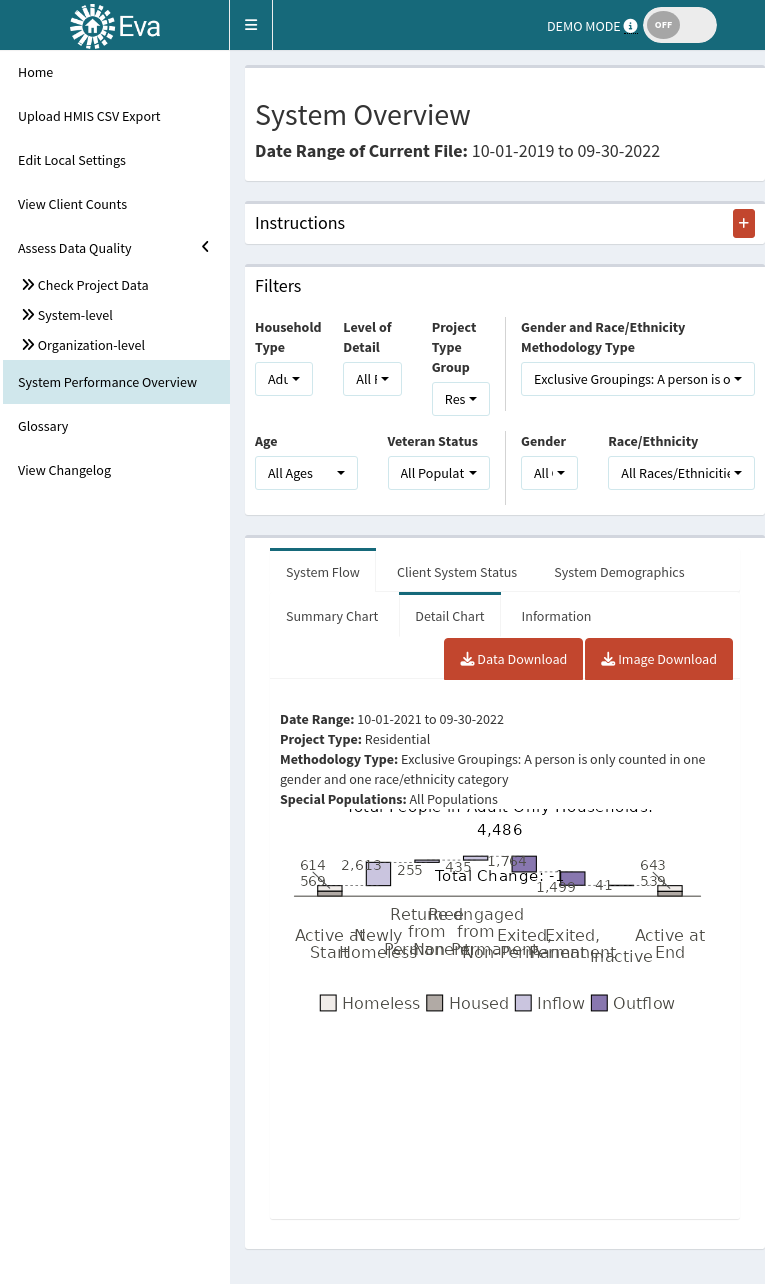 Eva
DEMO MODE
OFF
Home
Upload HMIS CSV Export
Edit Local Settings
View Client Counts
Assess Data Quality
Check Project Data
System-level
Organization-level
System Performance Overview
Glossary
View Changelog
System Overview
Date Range of Current File: 10-01-2019 to 09-30-2022
Instructions
+
Filters
Household
Type
Level of
Detail
Project
Type
Group
Gender and Race/Ethnicity
Methodology Type
Adu
All
Res
Exclusive Groupings: A person is o
Age
Veteran Status
Gender
Race/Ethnicity
All Ages
All Populat
All
All Races/Ethnicitie
System Flow
Client System Status
System Demographics
Summary Chart
Detail Chart
Information
Data Download
Image Download
Date Range: 10-01-2021 to 09-30-2022
Project Type: Residential
Methodology Type: Exclusive Groupings: A person is only counted in one
gender and one race/ethnicity category
Special Populations: All Populations
Total People in Adult Only Households:
4,486
Total Change: -1
614
569
2,613
255
435
1,764
1,499
41
643
539
Active at
Start
Newly
Homeless
Returned
from
Permanent
Re-engaged
from
Non-Permanent
Exited,
Non-Permanent
Exited,
Permanent
Inactive
Active at
End
Homeless
Housed
Inflow
Outflow